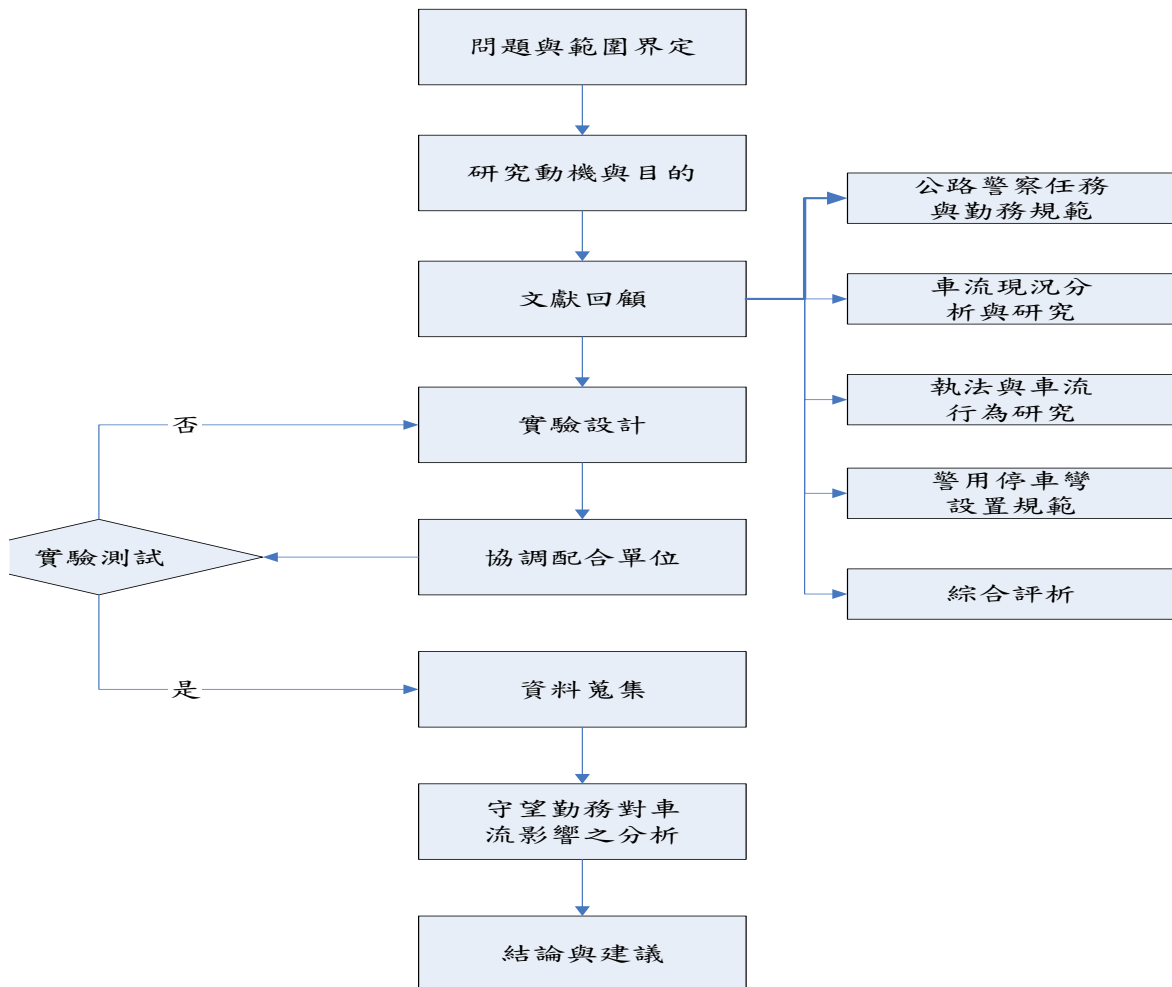 問題與範圍界定
研究動機與目的
公路警察任務
與勤務規範
文獻回顧
車流現況分
析與研究
執法與車流
行為研究
否
實驗設計
警用停車彎
設置規範
實驗測試
協調配合單位
綜合評析
是
資料蒐集
守望勤務對車
流影響之分析
結論與建議